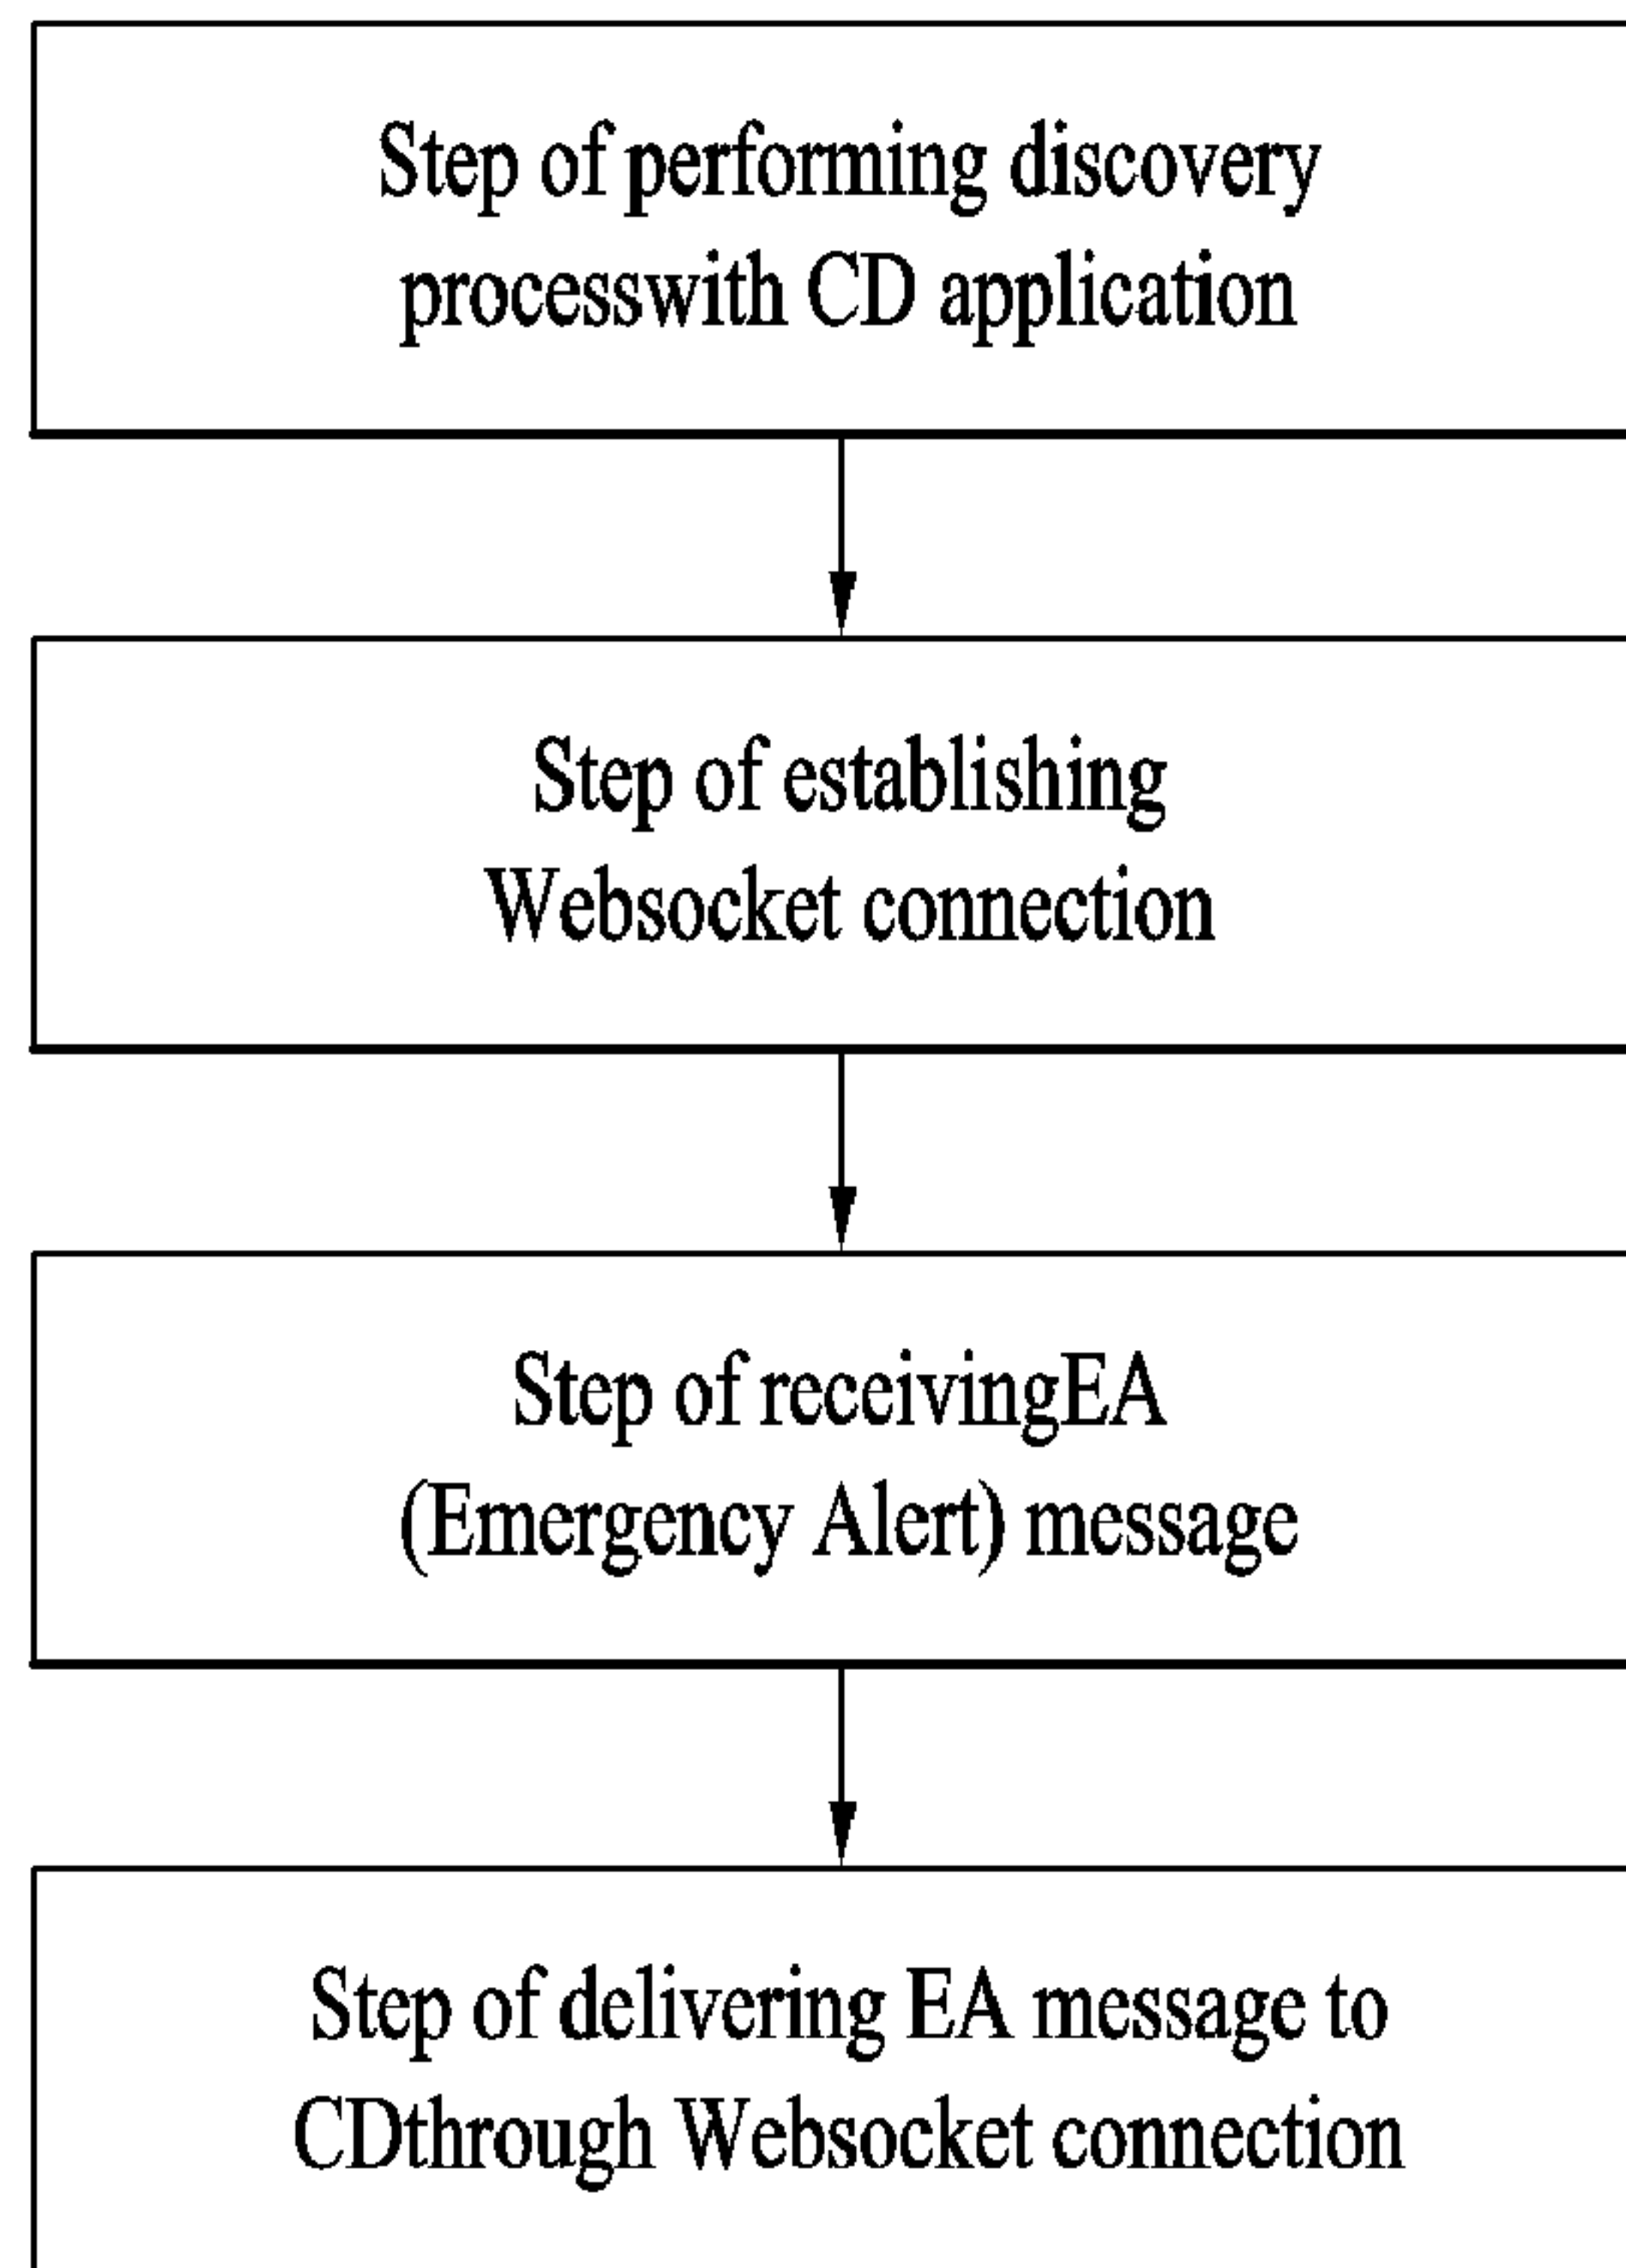 Step of performing discovery
processwith CD application
Step of establishing
Websocket connection
Step of receivingEA
(Emergency Alert) message
Step of delivering EA message to
CDthrough Websocket connection